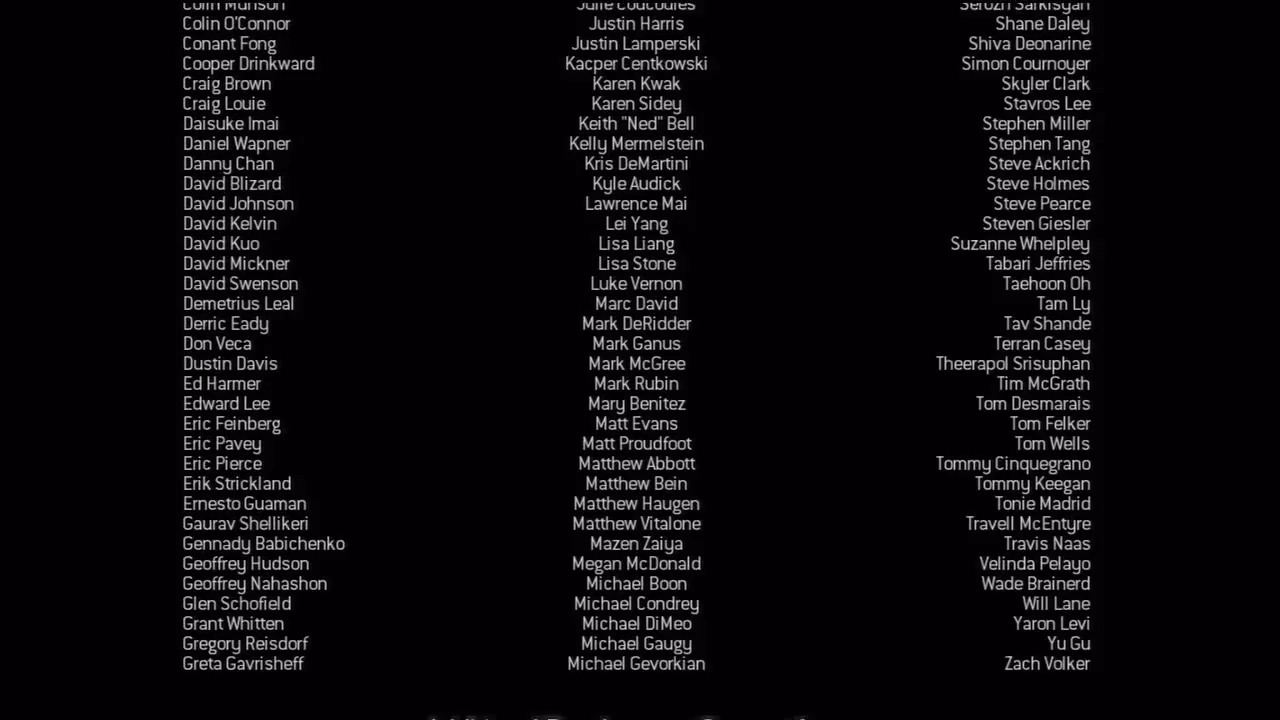 Colin Munson
Colin O'Connor
Conant Fong
Cooper Drinkward
Craig Brown
Craig Louie
Daisuke Imai
Daniel Wapner
Danny Chan
David Blizard
David Johnson
David Kelvin
David Kuo
David Mickner
David Swenson
Demetrius Leal
Derric Eady
Don Veca
Dustin Davis
Ed Harmer
Edward Lee
Eric Feinberg
Eric Pavey
Eric Pierce
Erik Strickland
Ernesto Guaman
Gaurav Shellikeri
Gennady Babichenko
Geoffrey Hudson
Geoffrey Nahashon
Glen Schofield
Grant Whitten
Gregory Reisdorf
Greta Gavrisheff
Julie Coucoules
Justin Harris
Justin Lamperski
Kacper Centkowski
Karen Kwak
Karen Sidey
Keith "Ned" Bell
Kelly Mermelstein
Kris DeMartini
Kyle Audick
Lawrence Mai
Lei Yang
Lisa Liang
Lisa Stone
Luke Vernon
Marc David
Mark DeRidder
Mark Ganus
Mark McGree
Mark Rubin
Mary Benitez
Matt Evans
Matt Proudfoot
Matthew Abbott
Matthew Bein
Matthew Haugen
Matthew Vitalone
Mazen Zaiya
Megan McDonald
Michael Boon
Michael Condrey
Michael DiMeo
Michael Gaugy
Michael Gevorkian
Serozh Sarkisyan
Shane Daley
Shiva Deonarine
Simon Cournoyer
Skyler Clark
Stavros Lee
Stephen Miller
Stephen Tang
Steve Ackrich
Steve Holmes
Steve Pearce
Steven Giesler
Suzanne Whelpley
Tabari Jeffries
Taehoon Oh
Tam Ly
Tav Shande
Terran Casey
Theerapol Srisuphan
Tim McGrath
Tom Desmarais
Tom Felker
Tom Wells
Tommy Cinquegrano
Tommy Keegan
Tonie Madrid
Travell McEntyre
Travis Naas
Velinda Pelayo
Wade Brainerd
Will Lane
Yaron Levi
Yu Gu
Zach Volker